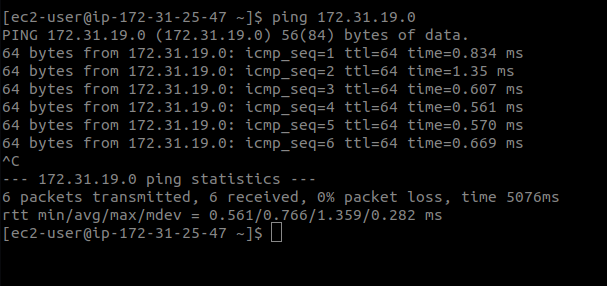 [ec2-user@ip-172-31-25-47 ~]$ ping 172.31.19.0
PING 172.31.19.0 (172.31.19.0) 56(84) bytes of data.
64 bytes from 172.31.19.0: icmp_seq=1 ttl=64 time=0.834 ms
64 bytes from 172.31.19.0: icmp_seq=2 ttl=64 time=1.35 ms
64 bytes from 172.31.19.0: icmp_seq=3 ttl=64 time=0.607 ms
64 bytes from 172.31.19.0: icmp_seq=4 ttl=64 time=0.561 ms
64 bytes from 172.31.19.0: icmp_seq=5 ttl=64 time=0.570 ms
64 bytes from 172.31.19.0: icmp_seq=6 ttl=64 time=0.669 ms
^C
--- 172.31.19.0 ping statistics ---
6 packets transmitted, 6 received, 0% packet loss, time 5076ms
rtt min/avg/max/mdev = 0.561/0.766/1.359/0.282 ms
[ec2-user@ip-172-31-25-47 ~]$